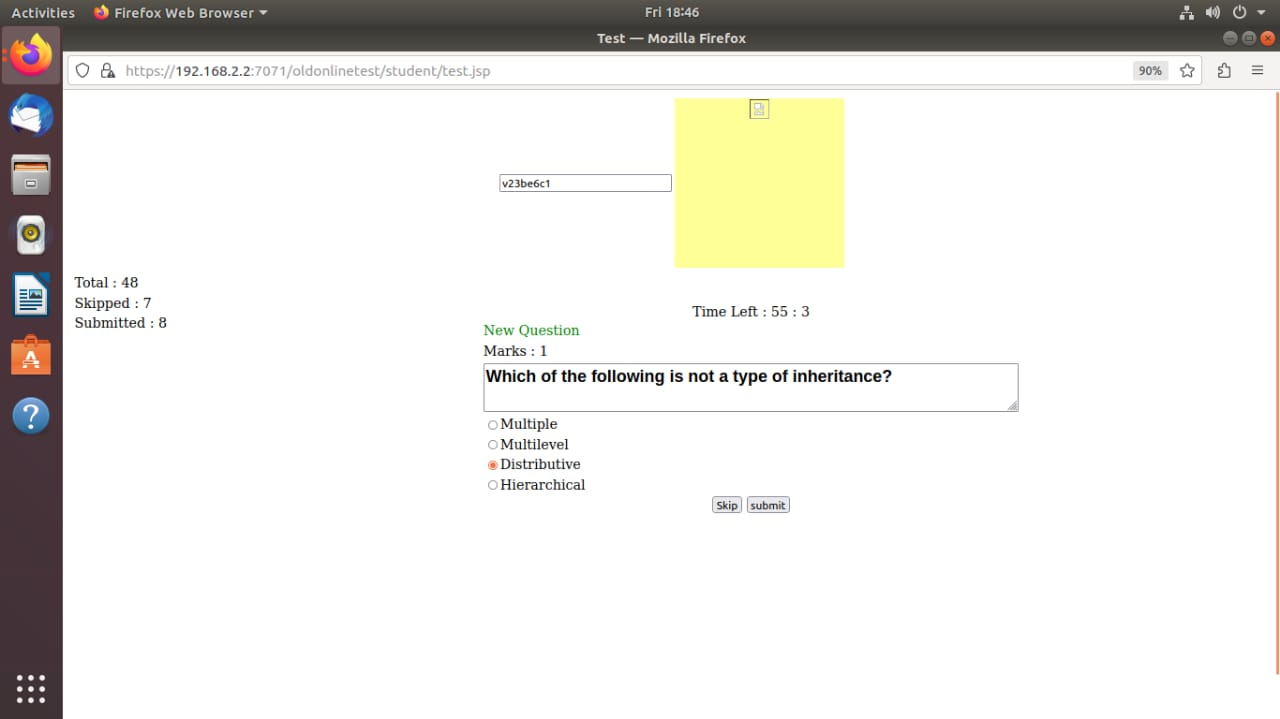 Activities
Firefox Web Browser
Fri 18:46
Test — Mozilla Firefox
https://192.168.2.2:7071/oldonlinetest/student/test.jsp
90%
v23be6c1
Total : 48
Skipped : 7
Submitted : 8
Time Left : 55 : 3
New Question
Marks : 1
Which of the following is not a type of inheritance?
Multiple
Multilevel
Distributive
Hierarchical
Skip submit